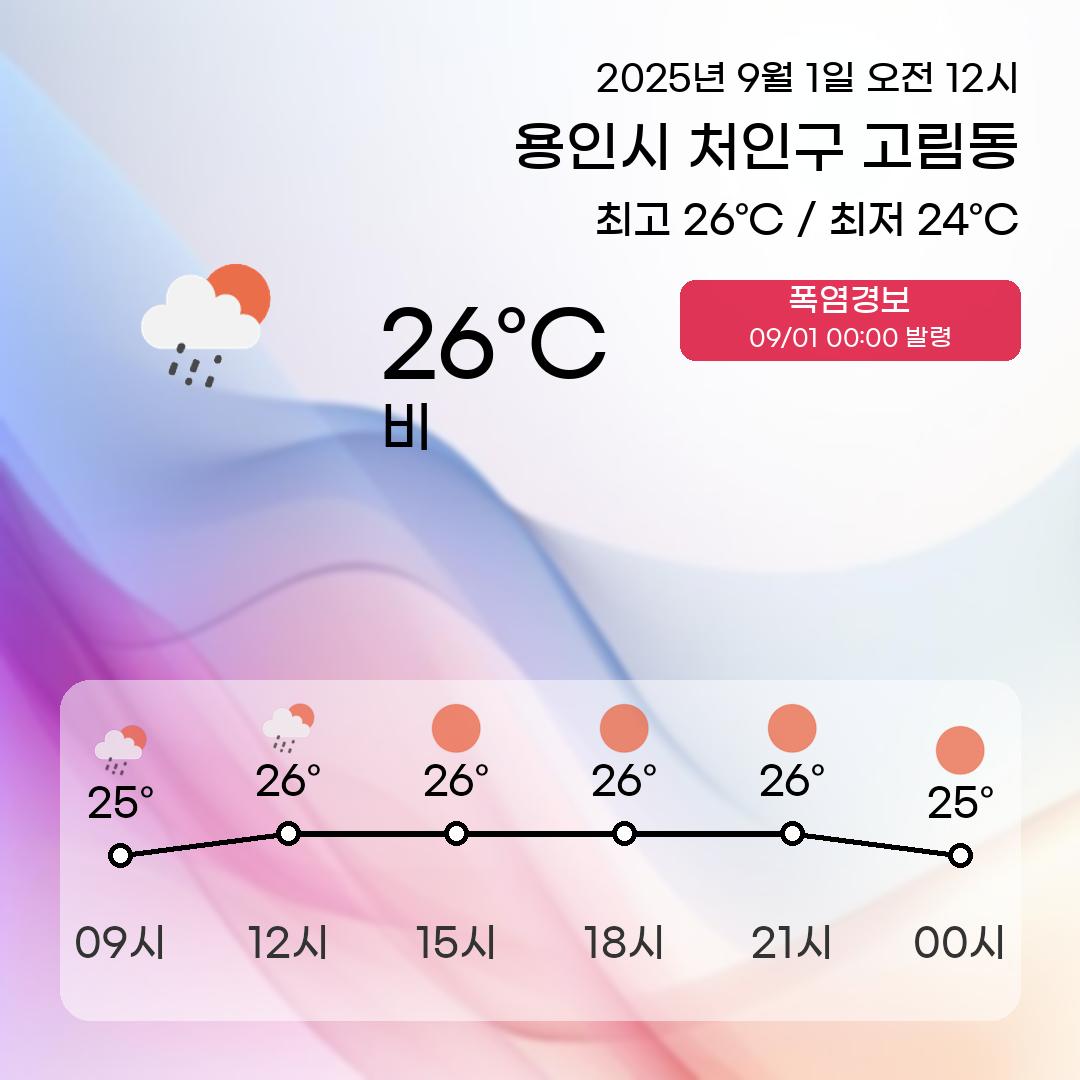 2025년 9월 1일 오전 12시
용인시 처인구 고림동
최고 26°C / 최저 24°C
폭염경보
09/01 00:00 발령
26°C
비
25° 26° 26° 26° 26° 25°
09시 12시 15시 18시 21시 00시